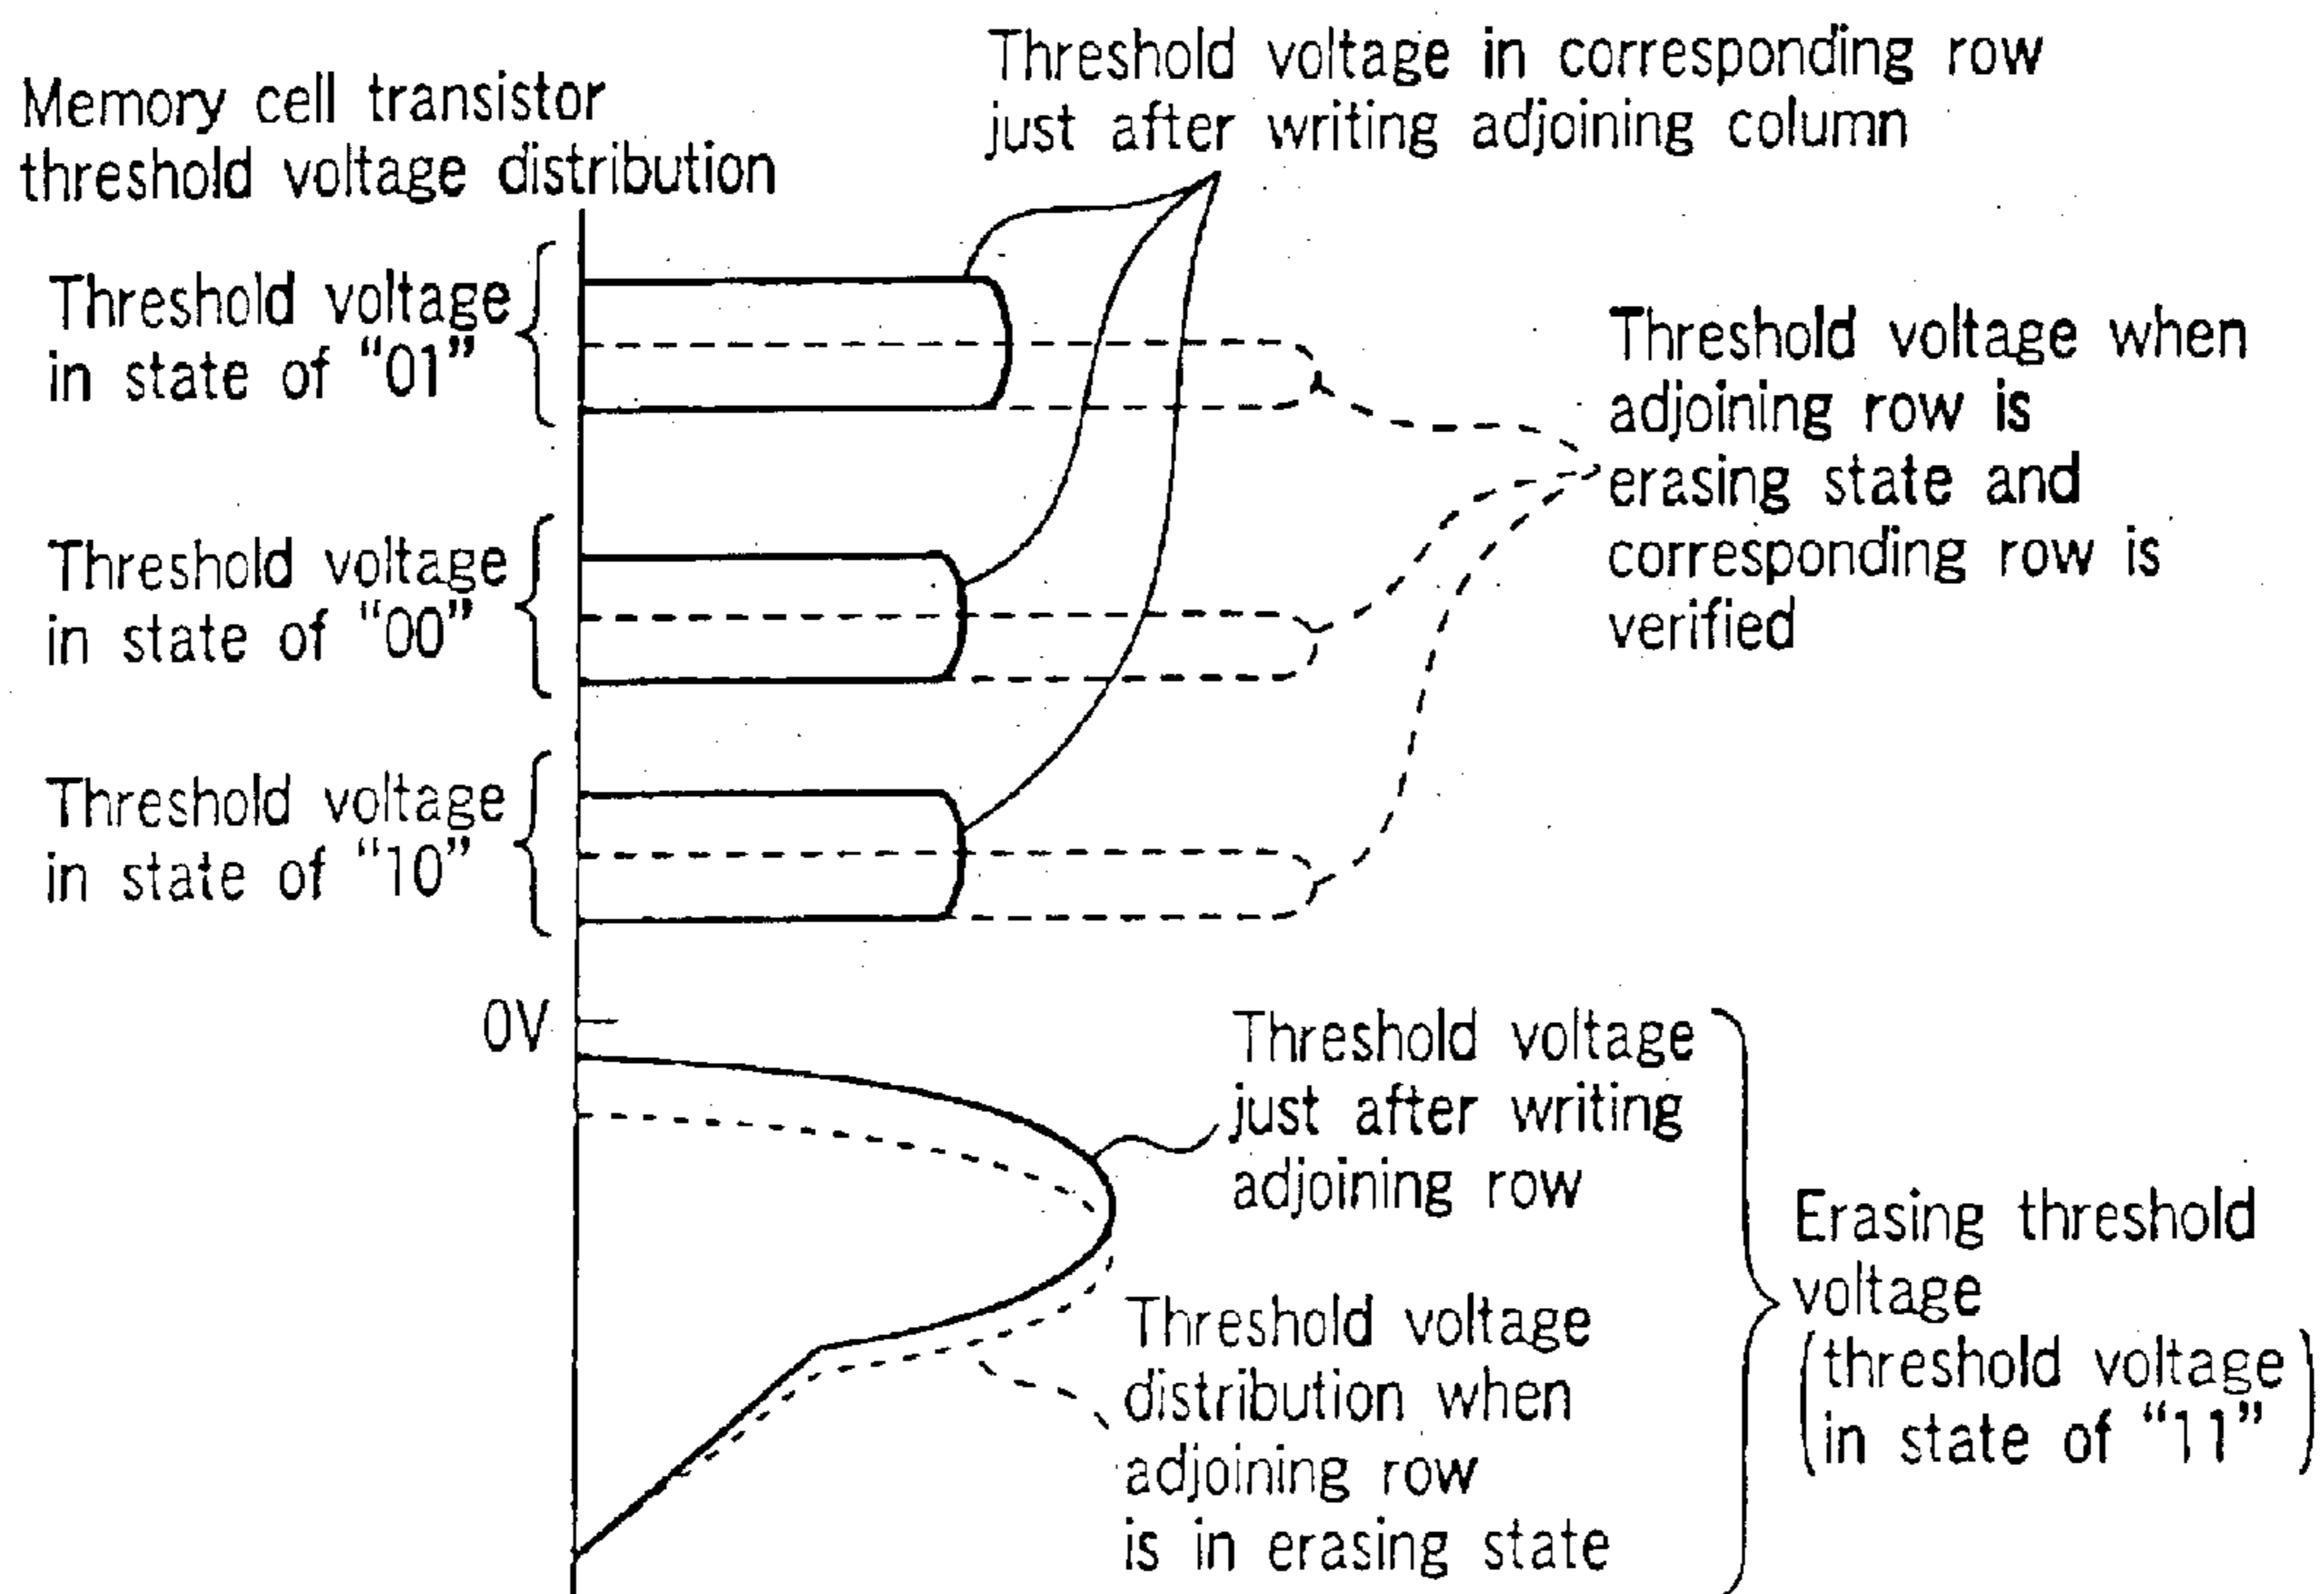 Memory cell transistor
threshold voltage distribution
Threshold voltage in corresponding row
just after writing adjoining column
Threshold voltage
in state of “01”
Threshold voltage when
adjoining row is
erasing state and
corresponding row is
verified
Threshold voltage
in state of “00”
Threshold voltage
in state of “10”
0V
Threshold voltage
just after writing
adjoining row
Threshold voltage
distribution when
adjoining row
is in erasing state
Erasing threshold
voltage
(threshold voltage
in state of “11”)